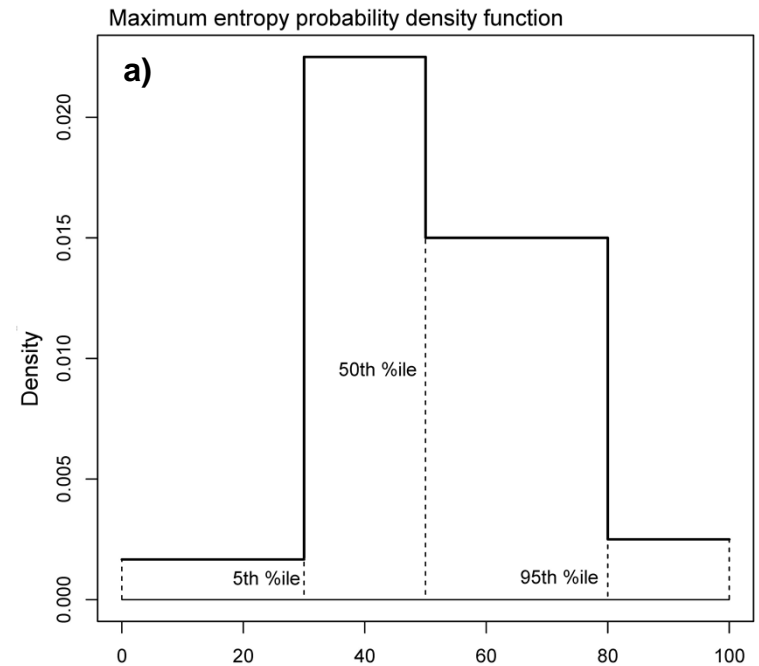 Maximum entropy probability density function
a)
0.020
0.015
0.010
0.005
0.000
Density
50th %ile
5th %ile
95th %ile
0 20 40 60 80 100